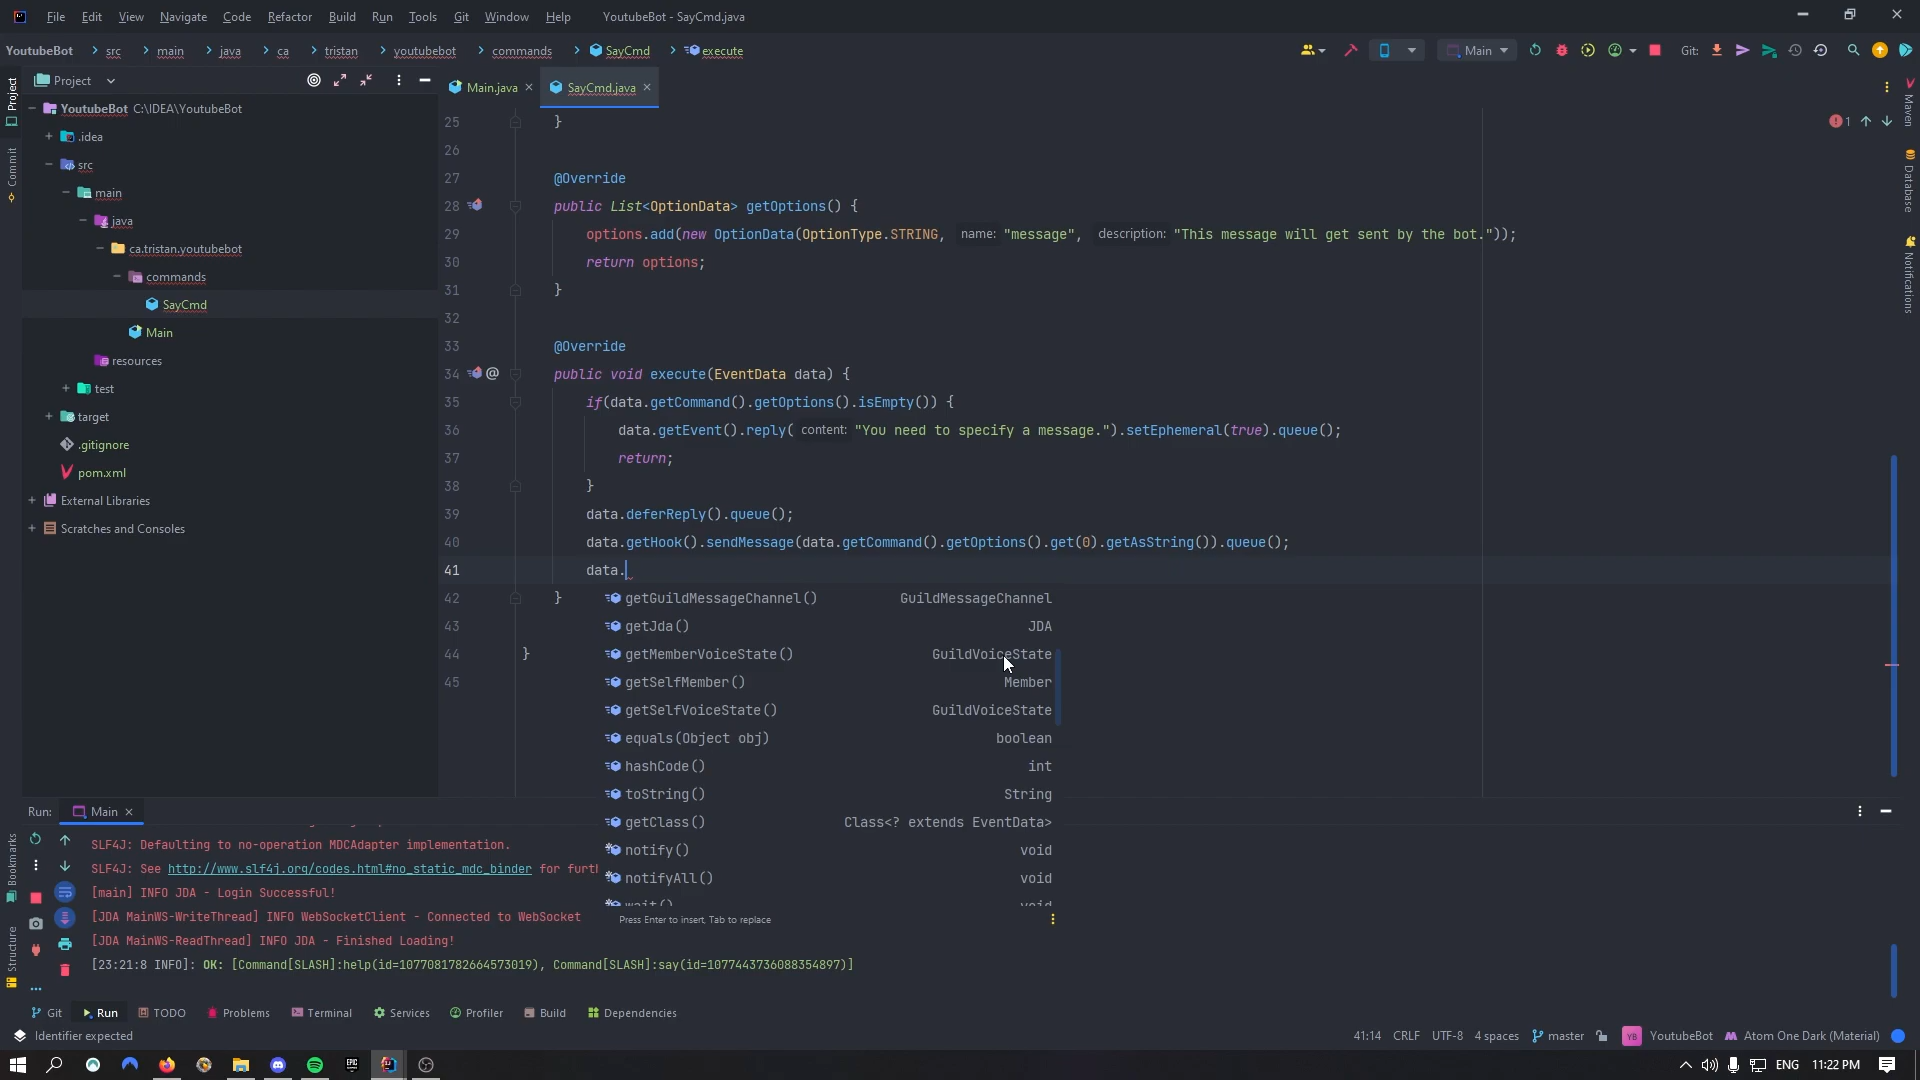 File Edit View Navigate Code Refactor Build Run Tools Git Window Help YoutubeBot - SayCmd.java
YoutubeBot src main java ca tristan youtubebot commands SayCmd execute Main Git:
Project
Main.java
SayCmd.java
YoutubeBot C:\IDEA\YoutubeBot
.idea
src
main
java
ca.tristan.youtubebot
commands
SayCmd
Main
resources
test
target
.gitignore
pom.xml
External Libraries
Scratches and Consoles
Project
Commit
Bookmarks
Structure
25 }
26
27 @Override
28 public List<OptionData> getOptions() {
29 options.add(new OptionData(OptionType.STRING, name: "message", description: "This message will get sent by the bot."));
30 return options;
31 }
32
33 @Override
34 @ public void execute(EventData data) {
35 if(data.getCommand().getOptions().isEmpty()) {
36 data.getEvent().reply( content: "You need to specify a message.").setEphemeral(true).queue();
37 return;
38 }
39 data.deferReply().queue();
40 data.getHook().sendMessage(data.getCommand().getOptions().get(0).getAsString()).queue();
41 data.
42 }
43
44 }
45
getGuildMessageChannel() GuildMessageChannel
getJda() JDA
getMemberVoiceState() GuildVoiceState
getSelfMember() Member
getSelfVoiceState() GuildVoiceState
equals(Object obj) boolean
hashCode() int
toString() String
getClass() Class<? extends EventData>
notify() void
notifyAll() void
wait() void
Press Enter to insert, Tab to replace
1
Maven
Database
Notifications
Run: Main
SLF4J: Defaulting to no-operation MDCAdapter implementation.
SLF4J: See http://www.slf4j.org/codes.html#no_static_mdc_binder for furth
[main] INFO JDA - Login Successful!
[JDA MainWS-WriteThread] INFO WebSocketClient - Connected to WebSocket
[JDA MainWS-ReadThread] INFO JDA - Finished Loading!
[23:21:8 INFO]: OK: [Command[SLASH]:help(id=1077081782664573019), Command[SLASH]:say(id=1077443736088354897)]
Git Run TODO Problems Terminal Services Profiler Build Dependencies
Identifier expected 41:14 CRLF UTF-8 4 spaces master YB YoutubeBot Atom One Dark (Material)
EPIC ENG 11:22 PM